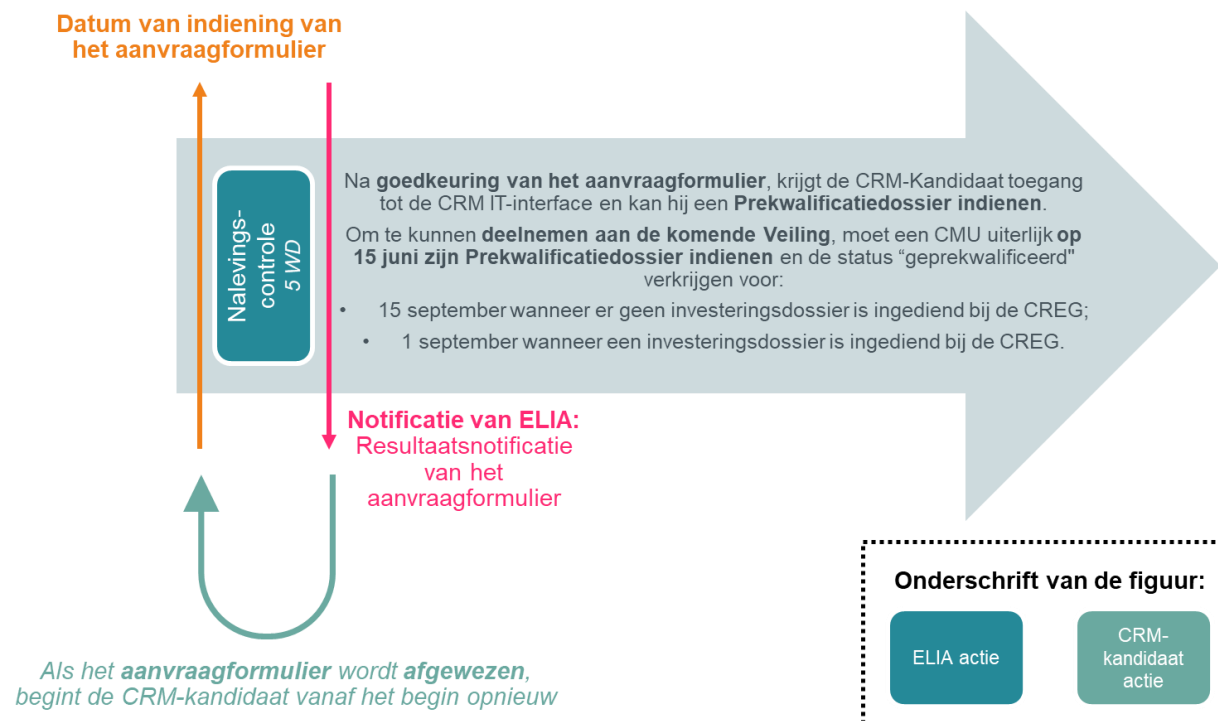 Datum van indiening van
het aanvraagformulier
Nalevings-
controle
5 WD
Na goedkeuring van het aanvraagformulier, krijgt de CRM-Kandidaat toegang
tot de CRM IT-interface en kan hij een Prekwalificatiedossier indienen.
Om te kunnen deelnemen aan de komende Veiling, moet een CMU uiterlijk op
15 juni zijn Prekwalificatiedossier indienen en de status “geprekwalificeerd"
verkrijgen voor:
• 15 september wanneer er geen investeringsdossier is ingediend bij de CREG;
• 1 september wanneer een investeringsdossier is ingediend bij de CREG.
Notificatie van ELIA:
Resultaatsnotificatie
van het
aanvraagformulier
Als het aanvraagformulier wordt afgewezen,
begint de CRM-kandidaat vanaf het begin opnieuw
Onderschrift van de figuur:
ELIA actie
CRM-
kandidaat
actie